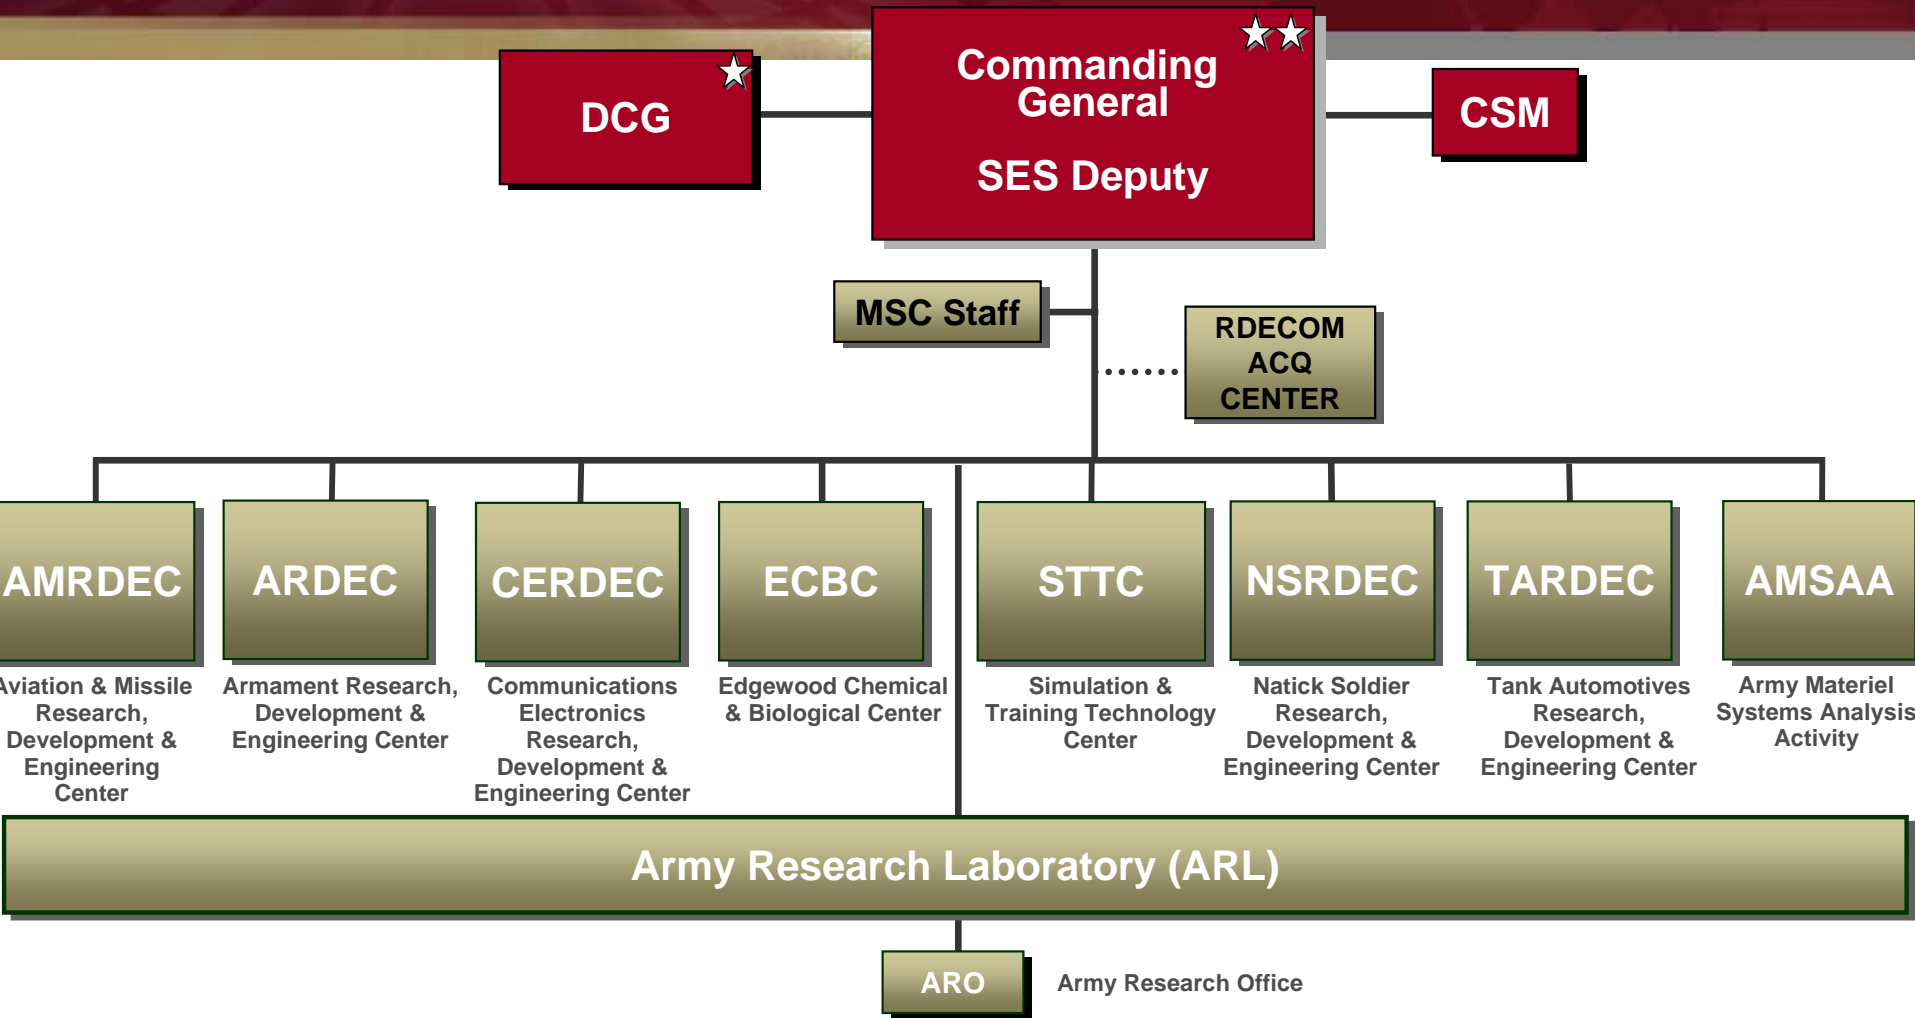 Commanding
General
SES Deputy
DCG
CSM
MSC Staff
RDECOM
ACQ
CENTER
AMRDEC
Aviation & Missile
Research,
Development &
Engineering
Center
ARDEC
Armament Research,
Development &
Engineering Center
CERDEC
Communications
Electronics
Research,
Development &
Engineering Center
ECBC
Edgewood Chemical
& Biological Center
STTC
Simulation &
Training Technology
Center
NSRDEC
Natick Soldier
Research,
Development &
Engineering Center
TARDEC
Tank Automotives
Research,
Development &
Engineering Center
AMSAA
Army Materiel
Systems Analysis
Activity
Army Research Laboratory (ARL)
ARO
Army Research Office